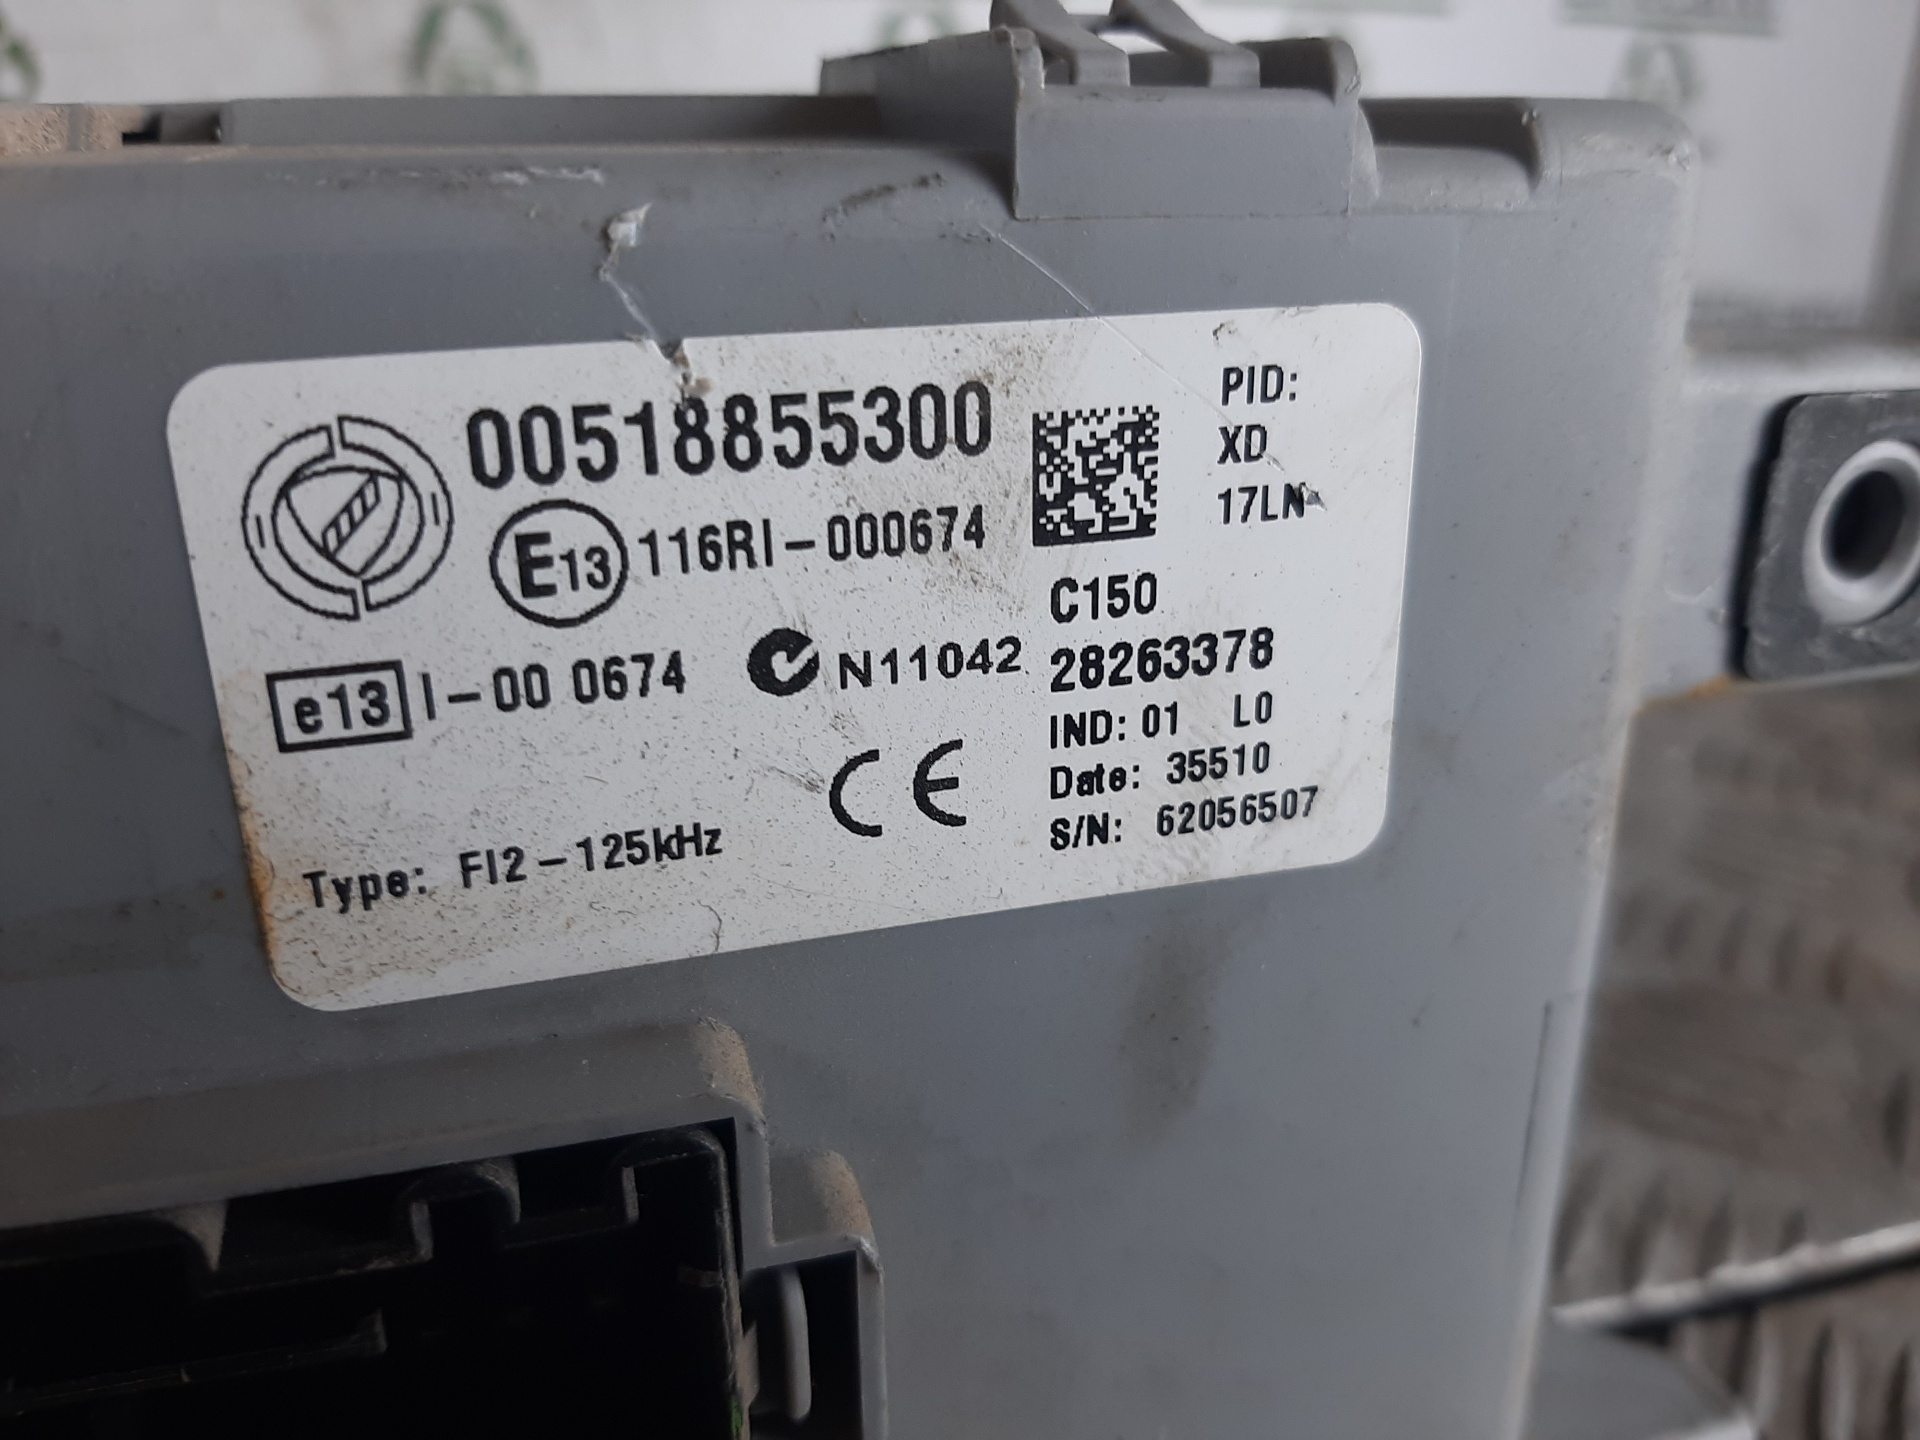 00518855300
PID:
XD
17LN
E13 116RI-000674
C150
e13 I-00 0674
N11042
28263378
IND: 01 L0
Date: 35510
S/N: 62056507
CE
Type: FI2-125kHz